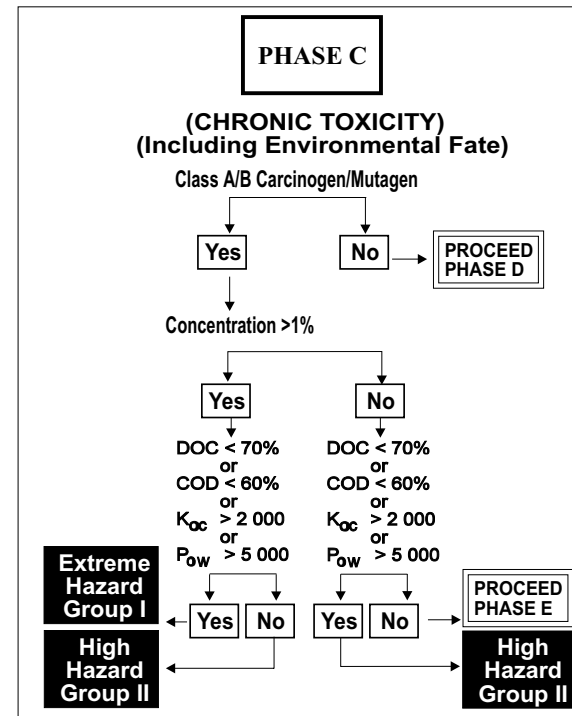 PHASE C
(CHRONIC TOXICITY)
(Including Environmental Fate)
Class A/B Carcinogen/Mutagen
Yes
No
PROCEED
PHASE D
Concentration >1%
Yes
No
DOC < 70%
or
COD < 60%
or
Koc > 2 000
or
Pow > 5 000
DOC < 70%
or
COD < 60%
or
Koc > 2 000
or
Pow > 5 000
Extreme
Hazard
Group I
Yes
No
High
Hazard
Group II
Yes
No
PROCEED
PHASE E
High
Hazard
Group II